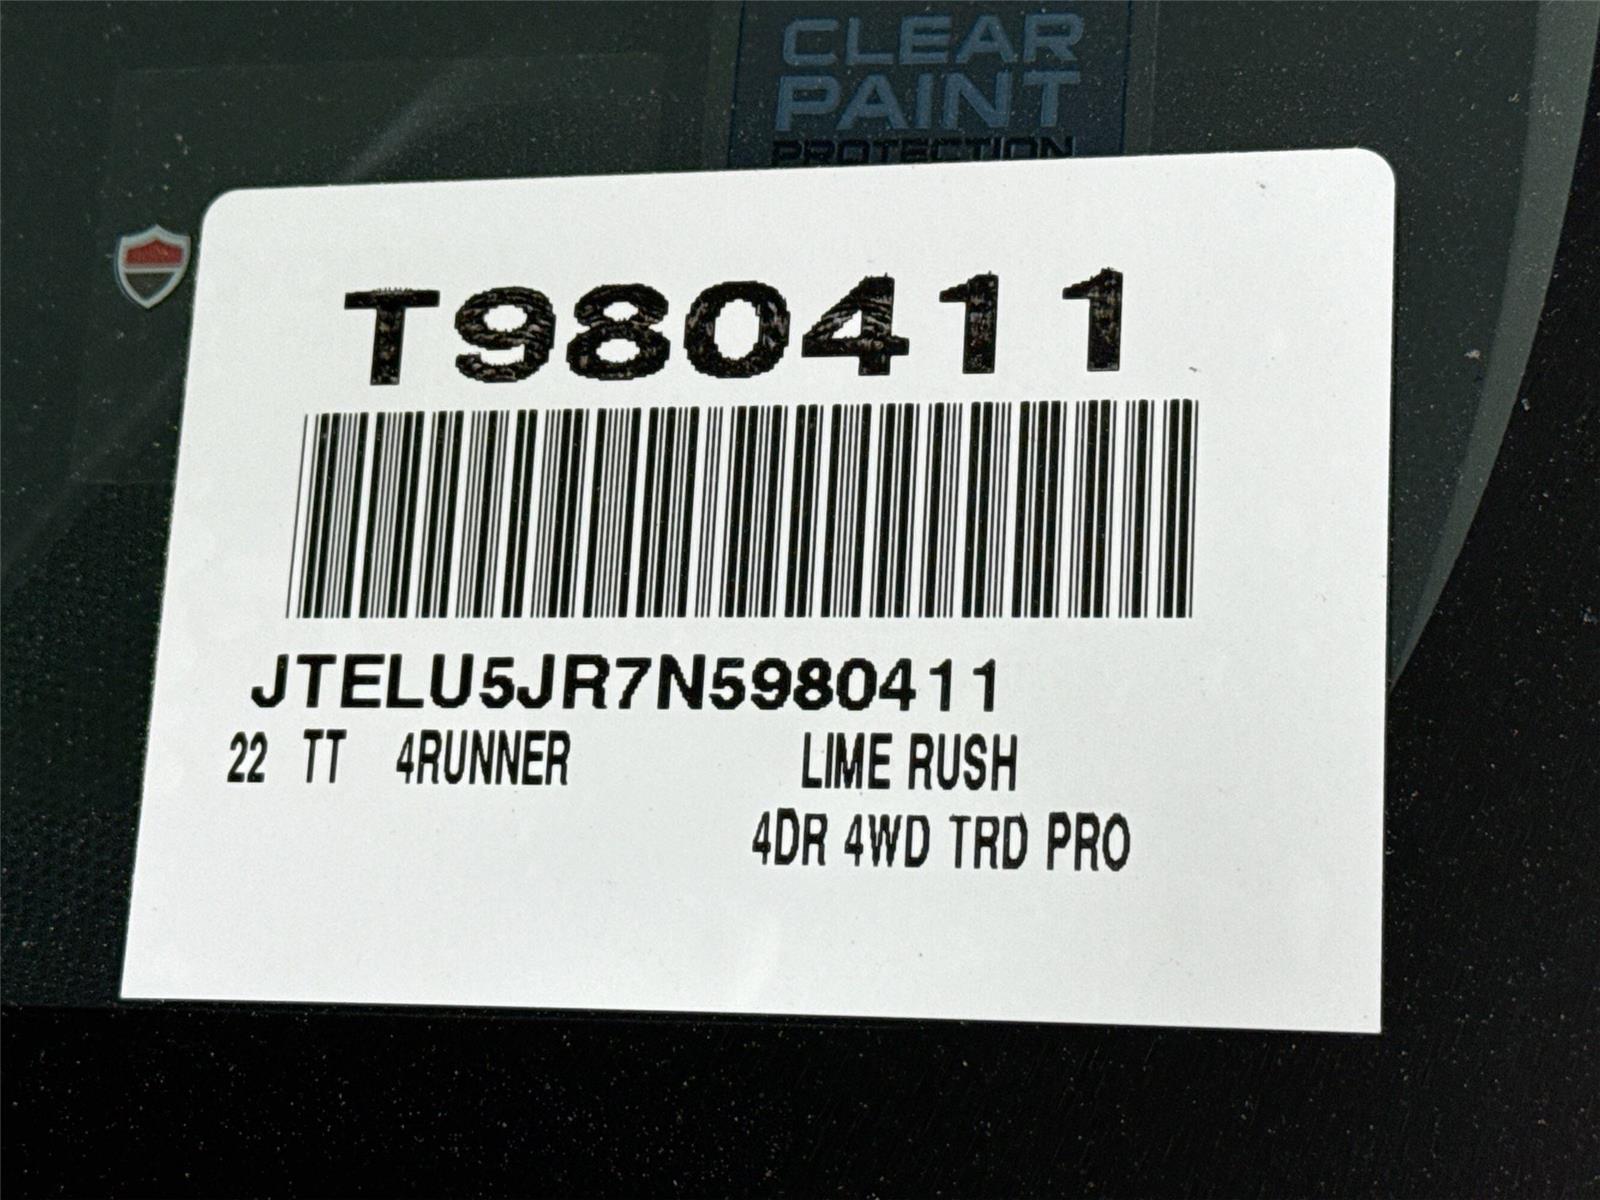 CLEAR
PAINT
PROTECTION
T980411
JTELU5JR7N5980411
22 TT 4RUNNER LIME RUSH
4DR 4WD TRD PRO